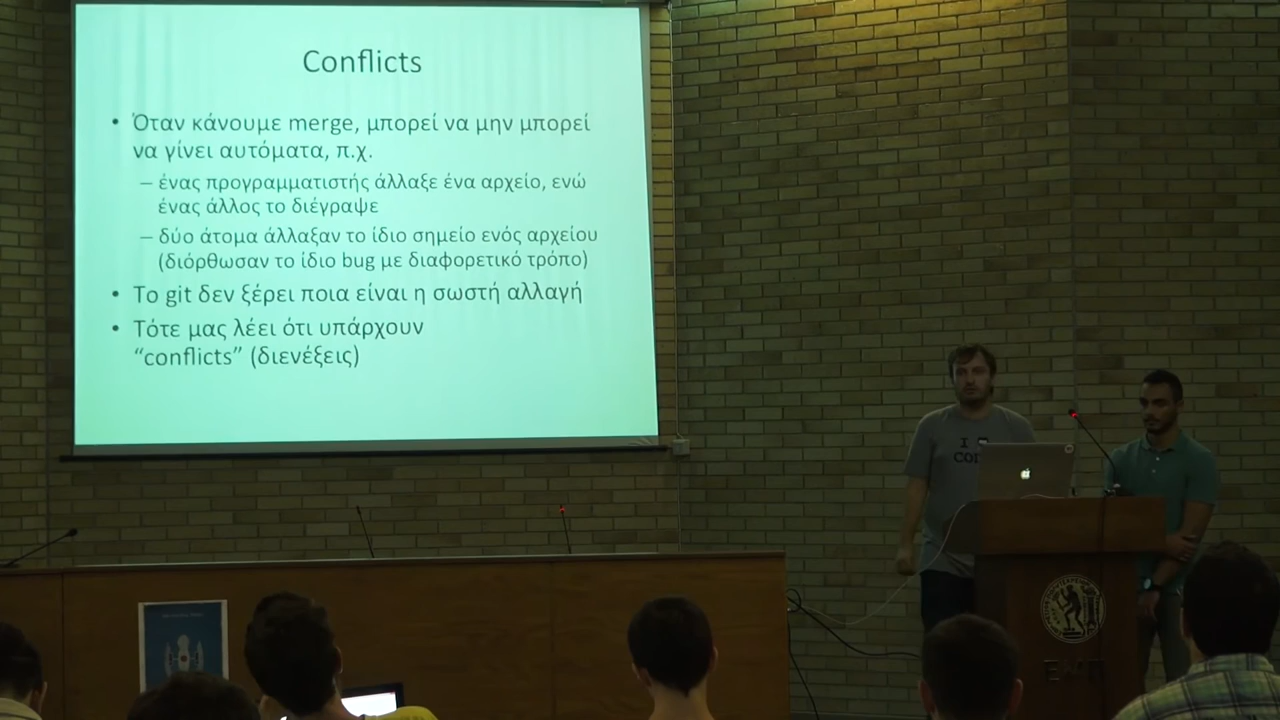 Conflicts
• Όταν κάνουμε merge, μπορεί να μην μπορεί
να γίνει αυτόματα, π.χ.
– ένας προγραμματιστής άλλαξε ένα αρχείο, ενώ
ένας άλλος το διέγραψε
– δύο άτομα άλλαξαν το ίδιο σημείο ενός αρχείου
(διόρθωσαν το ίδιο bug με διαφορετικό τρόπο)
• Το git δεν ξέρει ποια είναι η σωστή αλλαγή
• Τότε μας λέει ότι υπάρχουν
“conflicts” (διενέξεις)
I